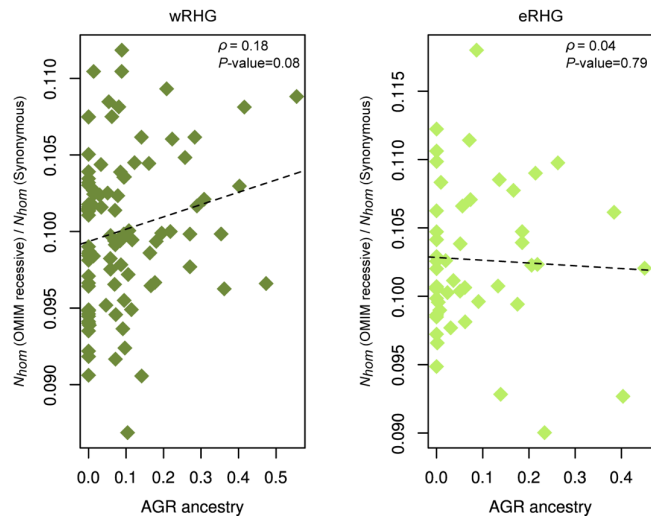 wRHG
ρ = 0.18
P-value=0.08
N_hom (OMIM recessive) / N_hom (Synonymous)
0.110
0.105
0.100
0.095
0.090
0.0 0.1 0.2 0.3 0.4 0.5
AGR ancestry
eRHG
ρ = 0.04
P-value=0.79
N_hom (OMIM recessive) / N_hom (Synonymous)
0.115
0.110
0.105
0.100
0.095
0.090
0.0 0.1 0.2 0.3 0.4
AGR ancestry